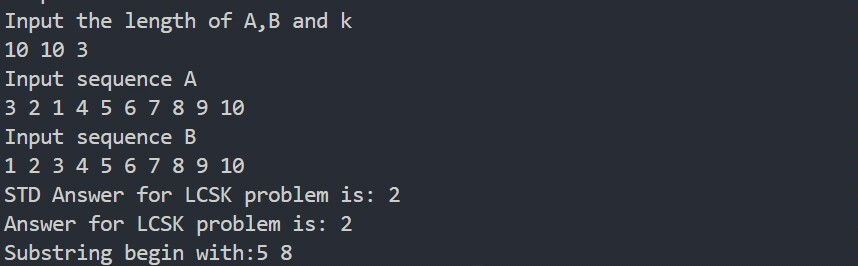 Input the length of A,B and k
10 10 3
Input sequence A
3 2 1 4 5 6 7 8 9 10
Input sequence B
1 2 3 4 5 6 7 8 9 10
STD Answer for LCSK problem is: 2
Answer for LCSK problem is: 2
Substring begin with:5 8